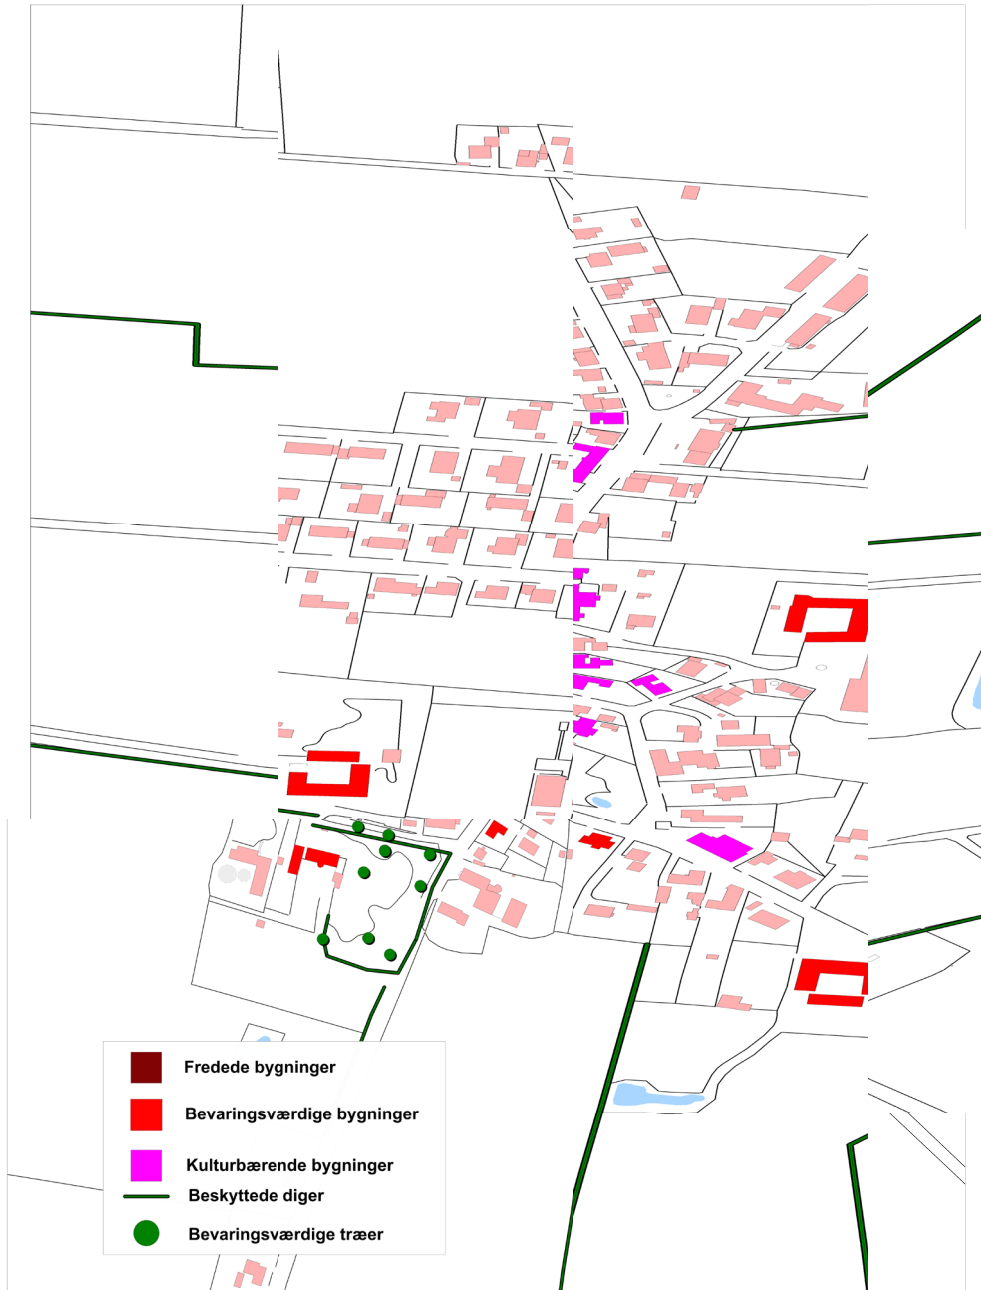 Fredede bygninger
Bevaringsværdige bygninger
Kulturbærende bygninger
Beskyttede diger
Bevaringsværdige træer